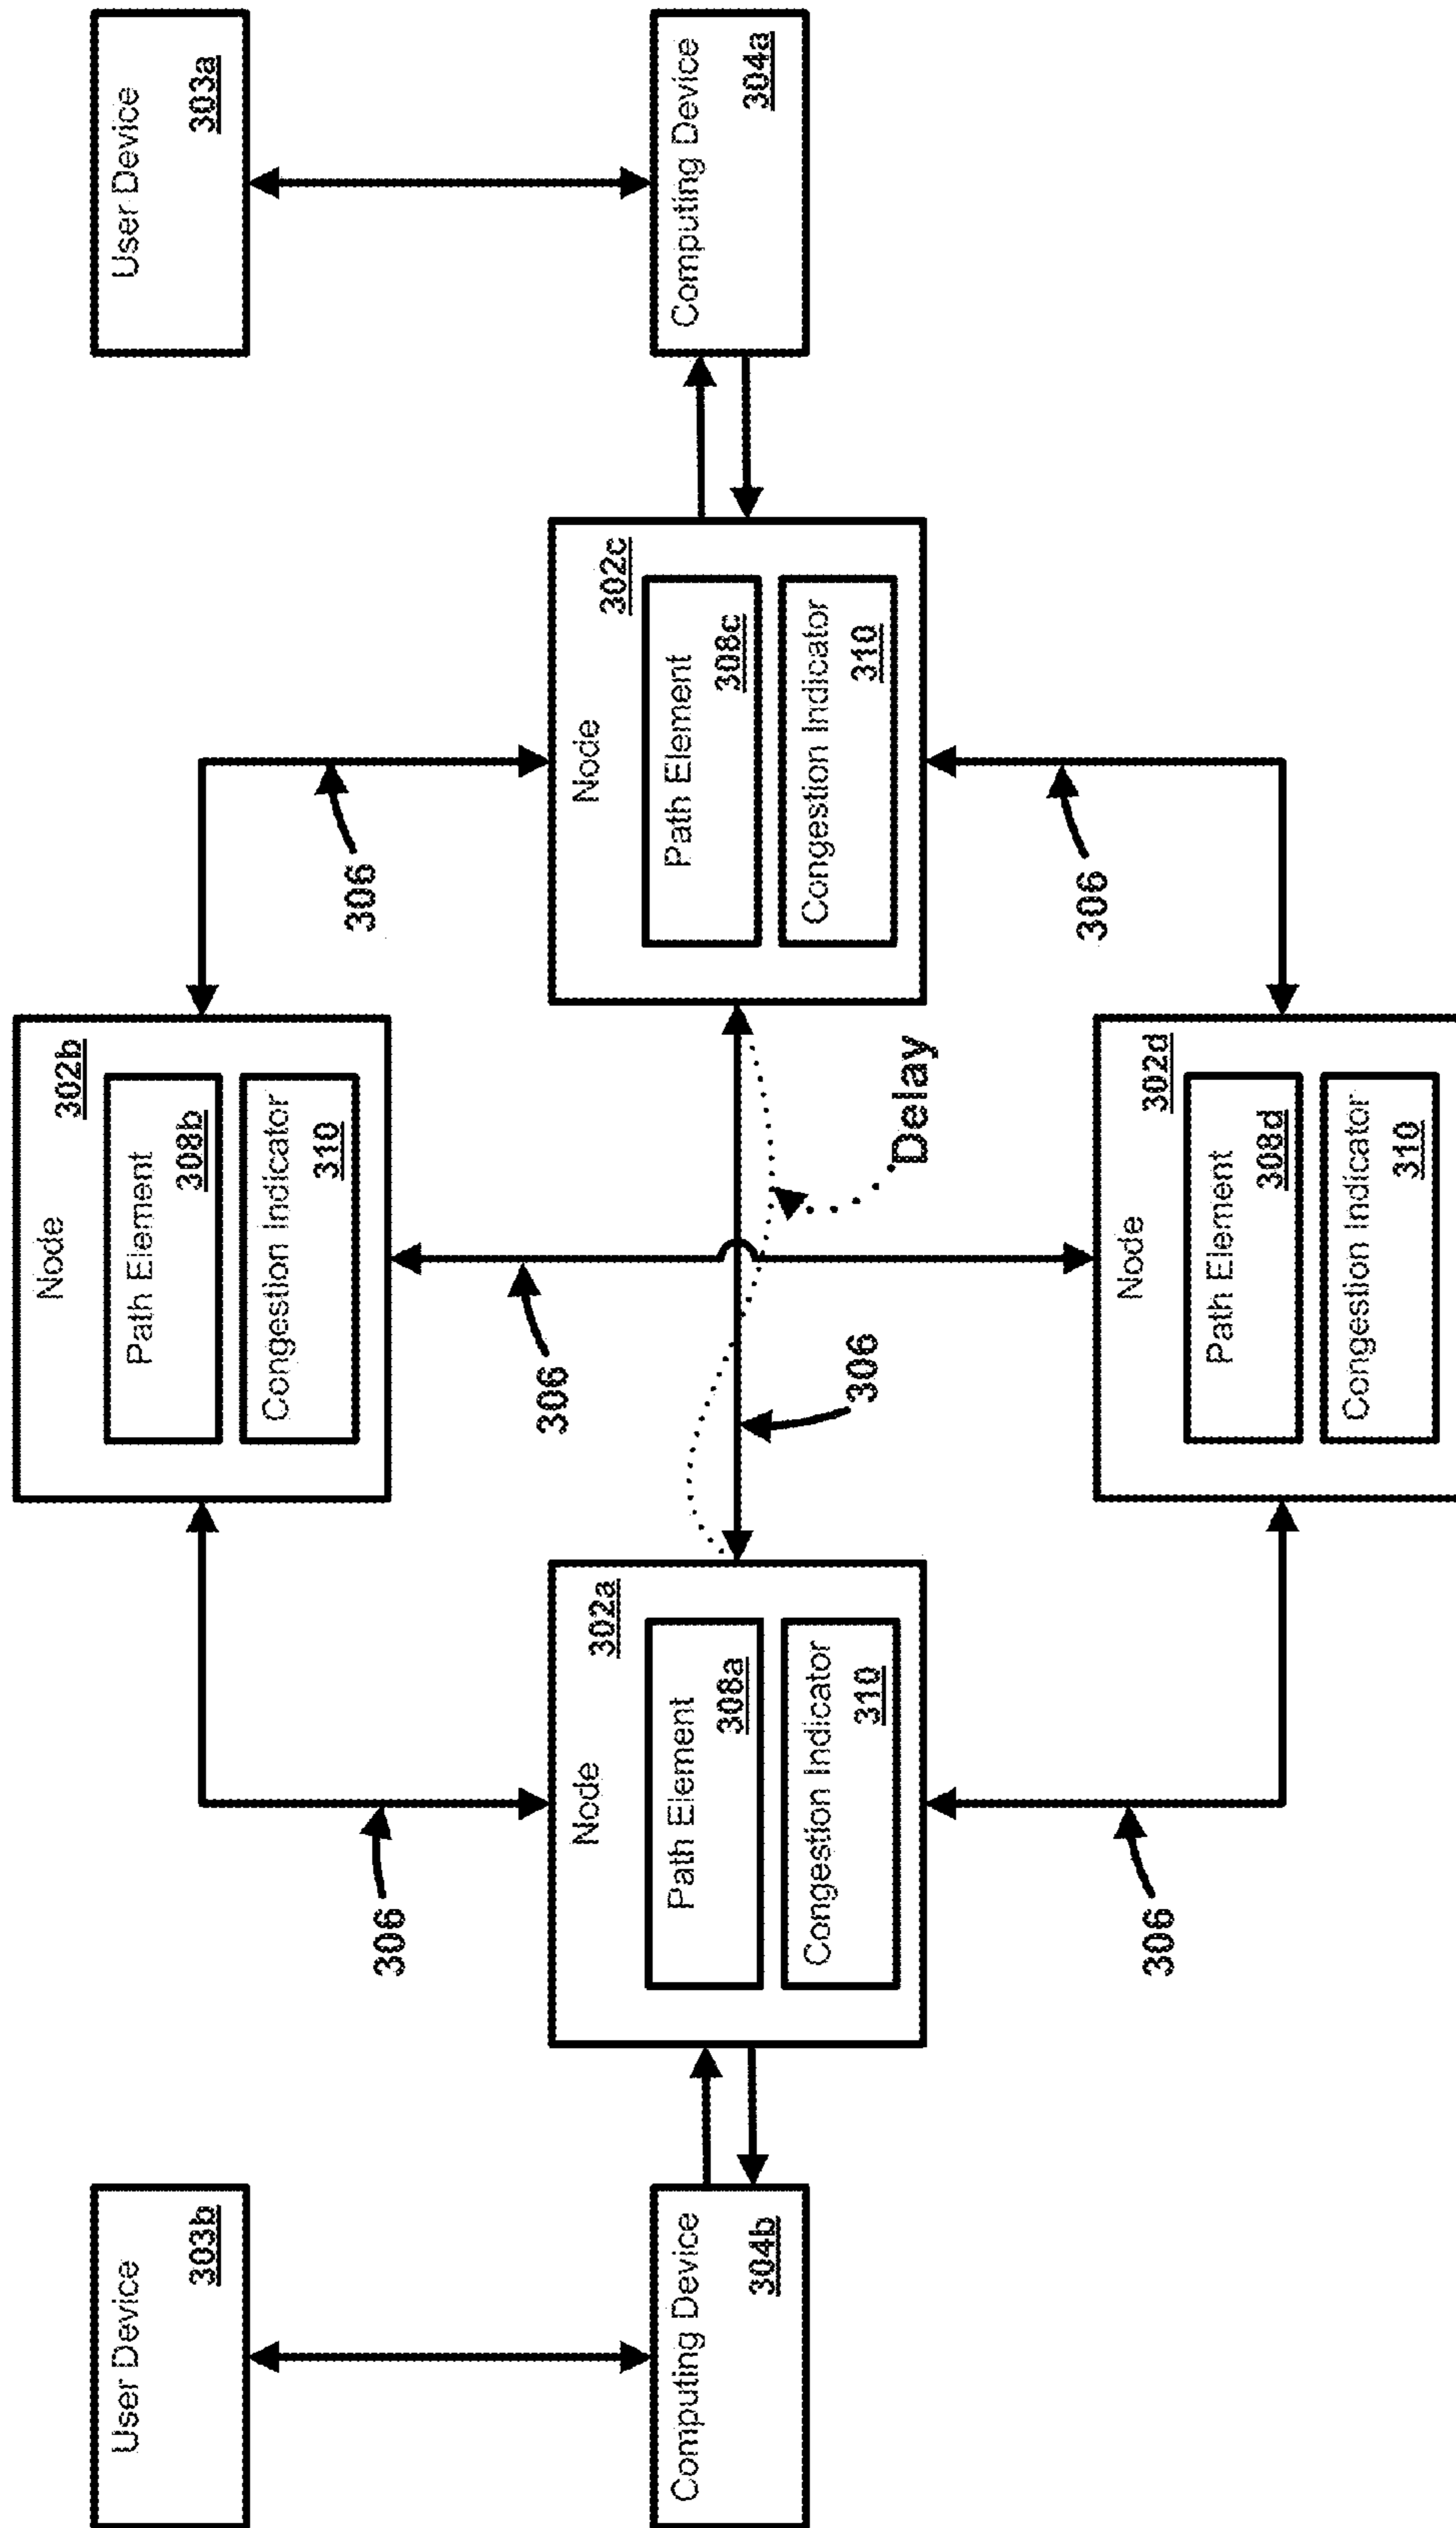 User Device
303b
User Device
303a
Computing Device
304b
Computing Device
304a
Node
302b
Path Element
308b
Congestion Indicator
310
306
306
306
Node
302a
Path Element
308a
Congestion Indicator
310
Node
302c
Path Element
308c
Congestion Indicator
310
306
Delay
306
306
Node
302d
Path Element
308d
Congestion Indicator
310